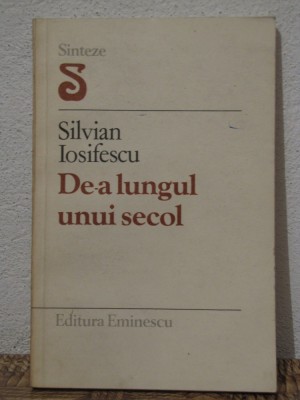 Sinteze
S
Silvian
Iosifescu
De-a lungul
unui secol
Editura Eminescu